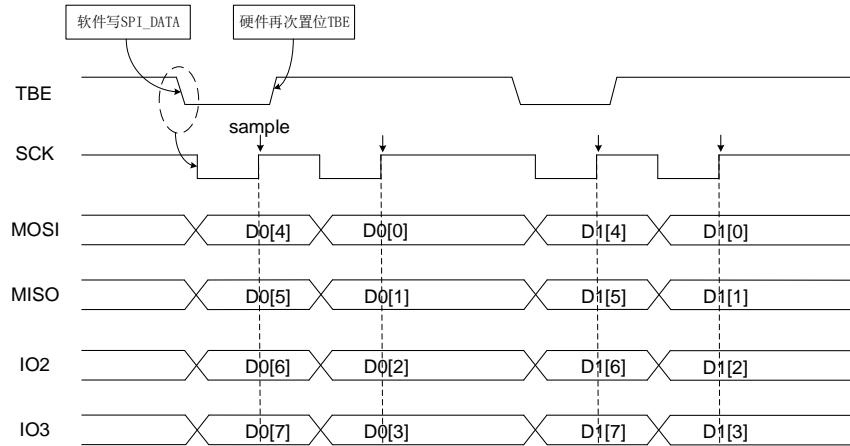 软件写SPI_DATA
硬件再次置位TBE
TBE
sample
SCK
MOSI D0[4] D0[0] D1[4] D1[0]
MISO D0[5] D0[1] D1[5] D1[1]
IO2 D0[6] D0[2] D1[6] D1[2]
IO3 D0[7] D0[3] D1[7] D1[3]